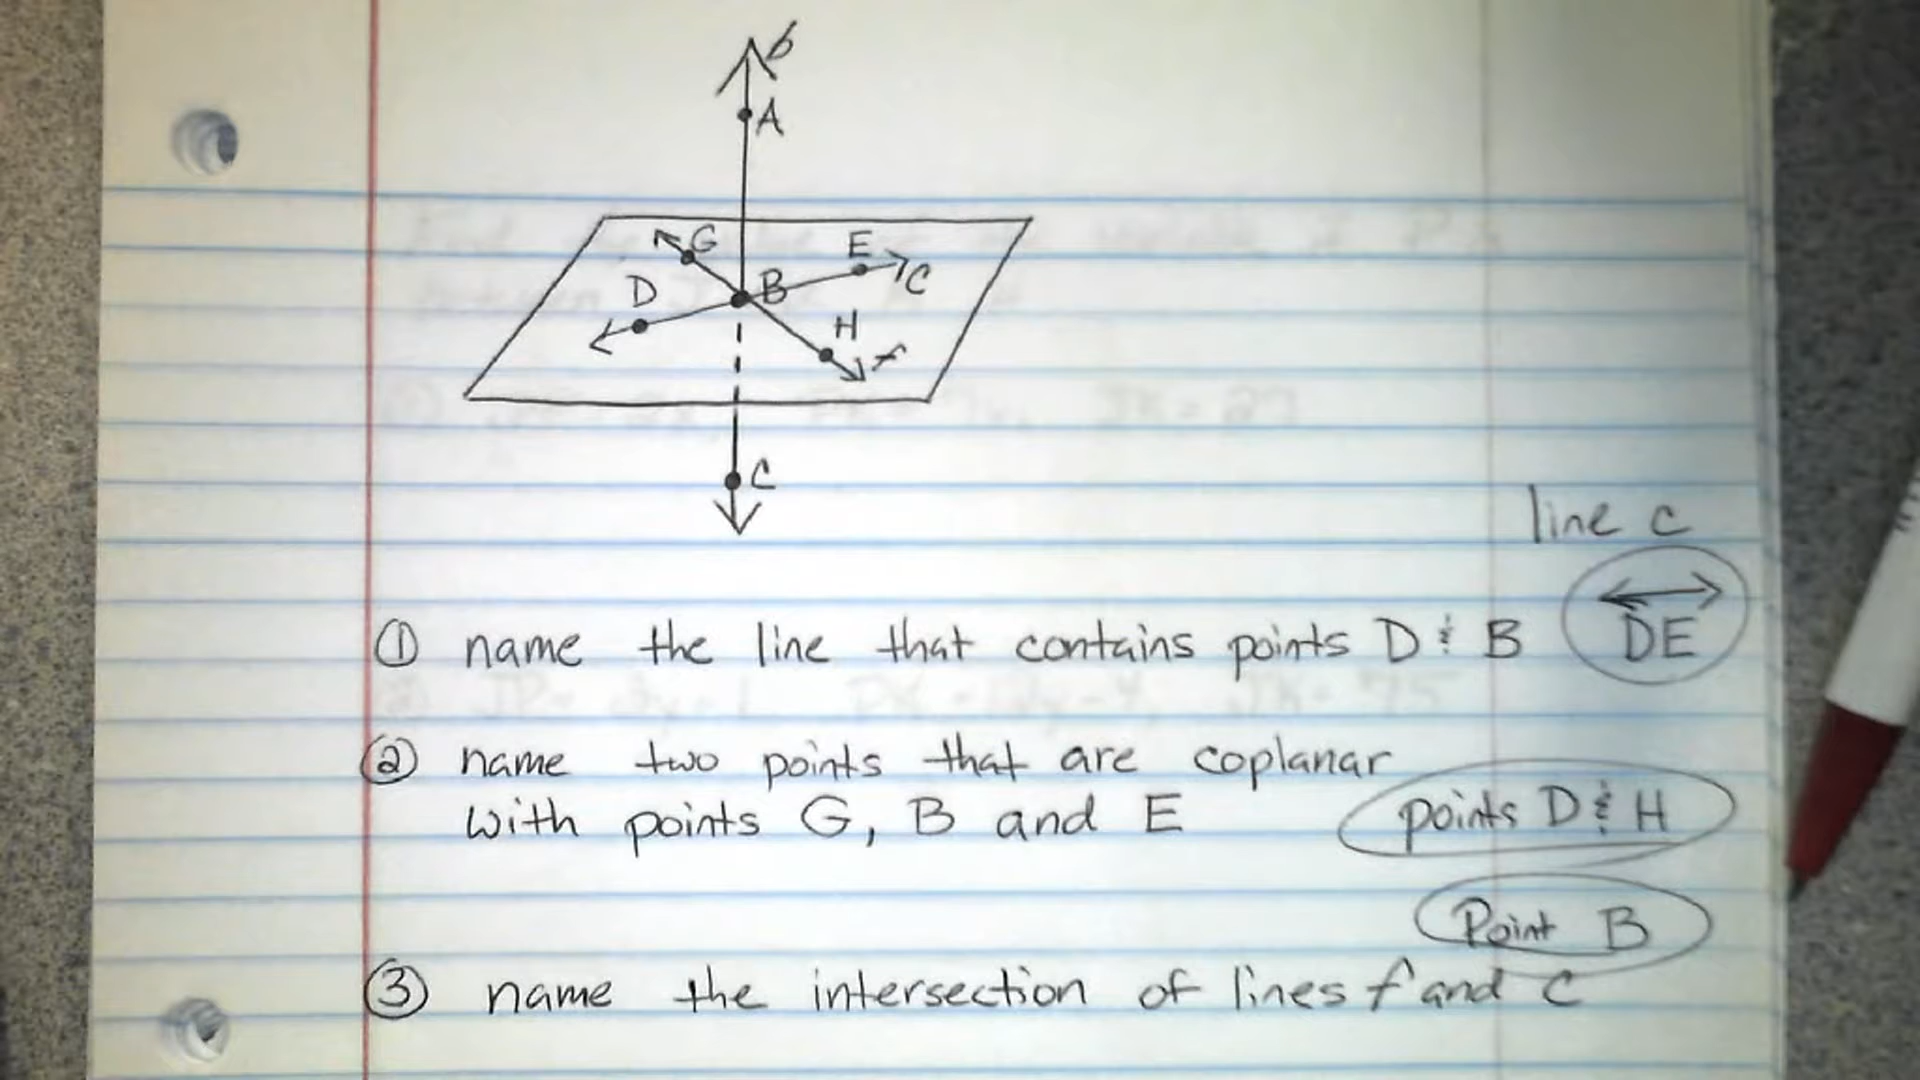 b
A
G
E
C
D
B
H
f
C
line c
DE
① name the line that contains points D & B
② name two points that are coplanar
with points G, B and E
points D & H
Point B
③ name the intersection of lines f and c